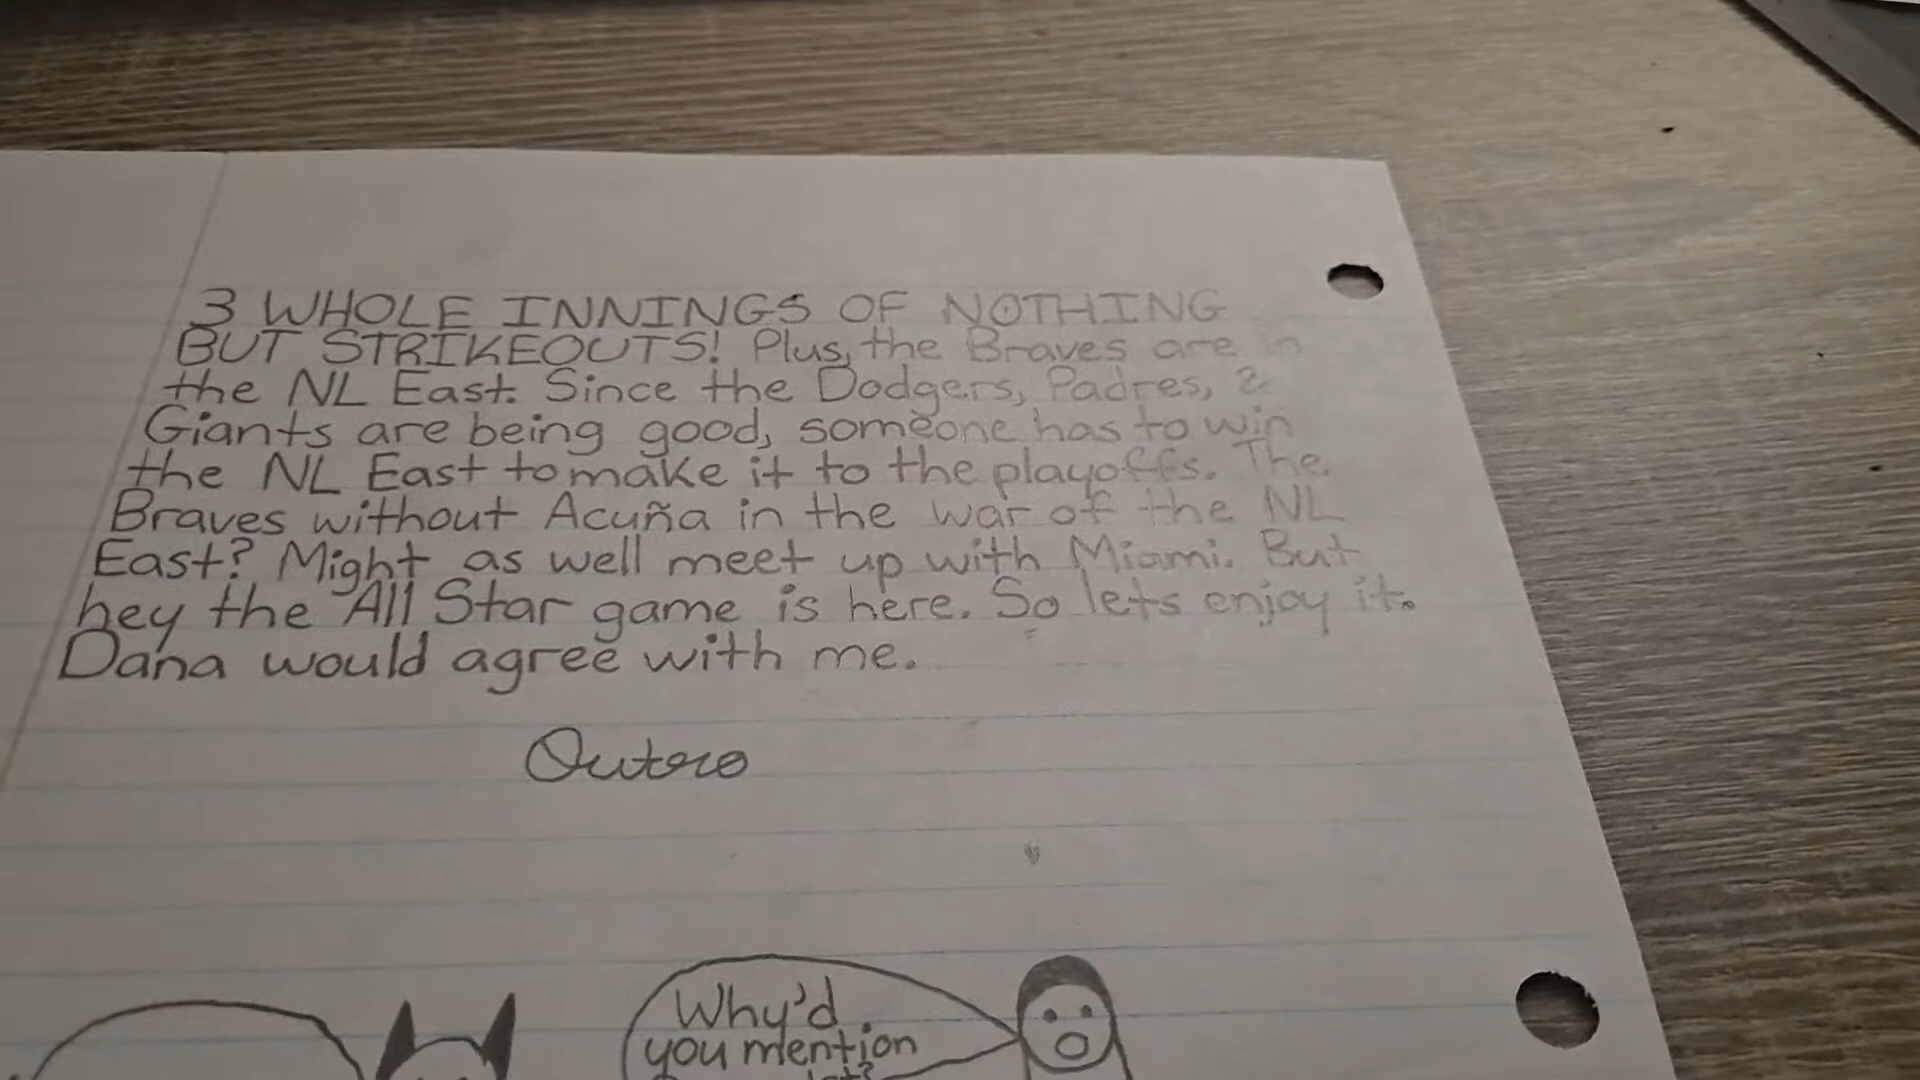 3 WHOLE INNINGS OF NOTHING
BUT STRIKEOUTS! Plus, the Braves are in
the NL East. Since the Dodgers, Padres, &
Giants are being good, someone has to win
the NL East to make it to the playoffs. The
Braves without Acuña in the war of the NL
East? Might as well meet up with Miami. But
hey the All Star game is here. So lets enjoy it.
Dana would agree with me.
Outro
Why'd
you mention